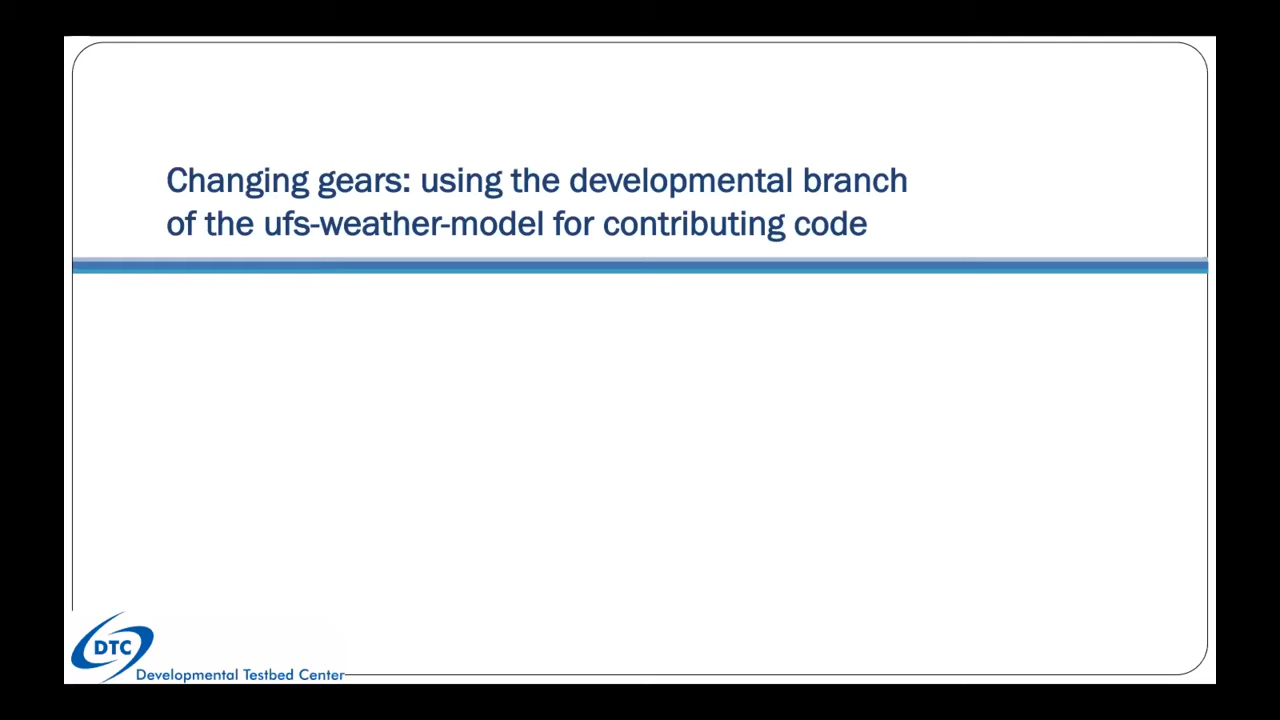 Changing gears: using the developmental branch
of the ufs-weather-model for contributing code
DTC
Developmental Testbed Center